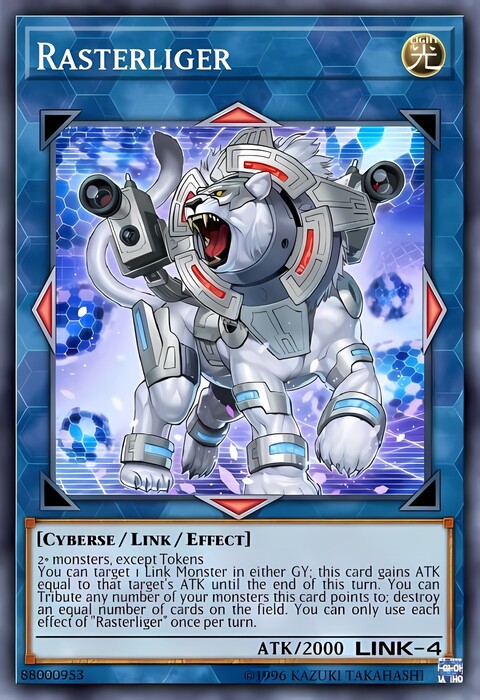 RASTERLIGER
光
[CYBERSE / LINK / EFFECT]
2+ monsters, except Tokens
You can target 1 Link Monster in either GY; this card gains ATK
equal to that target's ATK until the end of this turn. You can
Tribute any number of your monsters this card points to; destroy
an equal number of cards on the field. You can only use each
effect of "Rasterliger" once per turn.
ATK/2000 LINK-4
88000953
©1996 KAZUKI TAKAHASHI